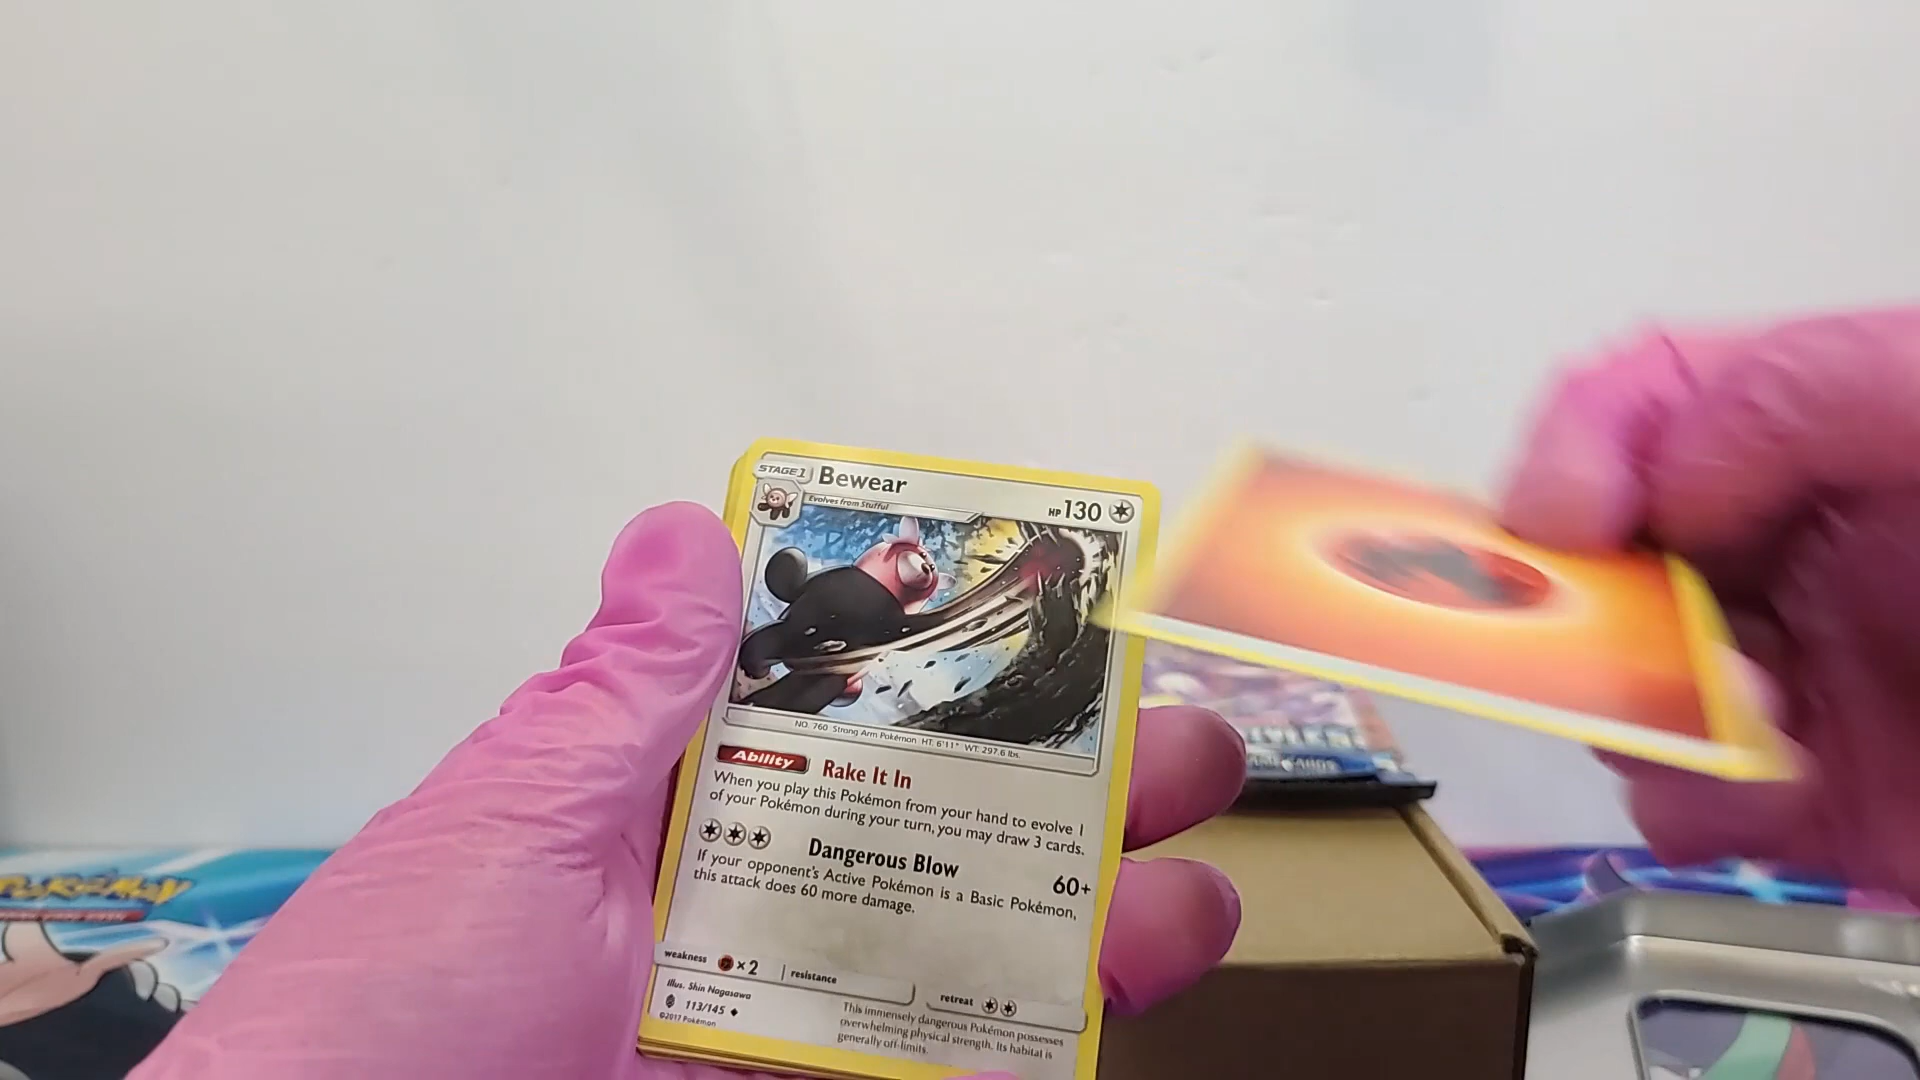 STAGE 1
Bewear
Evolves from Stufful
HP 130
NO. 760 Strong Arm Pokémon HT: 6'11" WT: 297.6 lbs.
Ability Rake It In
When you play this Pokémon from your hand to evolve 1
of your Pokémon during your turn, you may draw 3 cards.
Dangerous Blow 60+
If your opponent's Active Pokémon is a Basic Pokémon,
this attack does 60 more damage.
weakness ×2 resistance retreat
Illus. Shin Nagasawa
113/145
©2017 Pokémon
This immensely dangerous Pokémon possesses
overwhelming physical strength. Its habitat is
generally off-limits.
POKÉMON